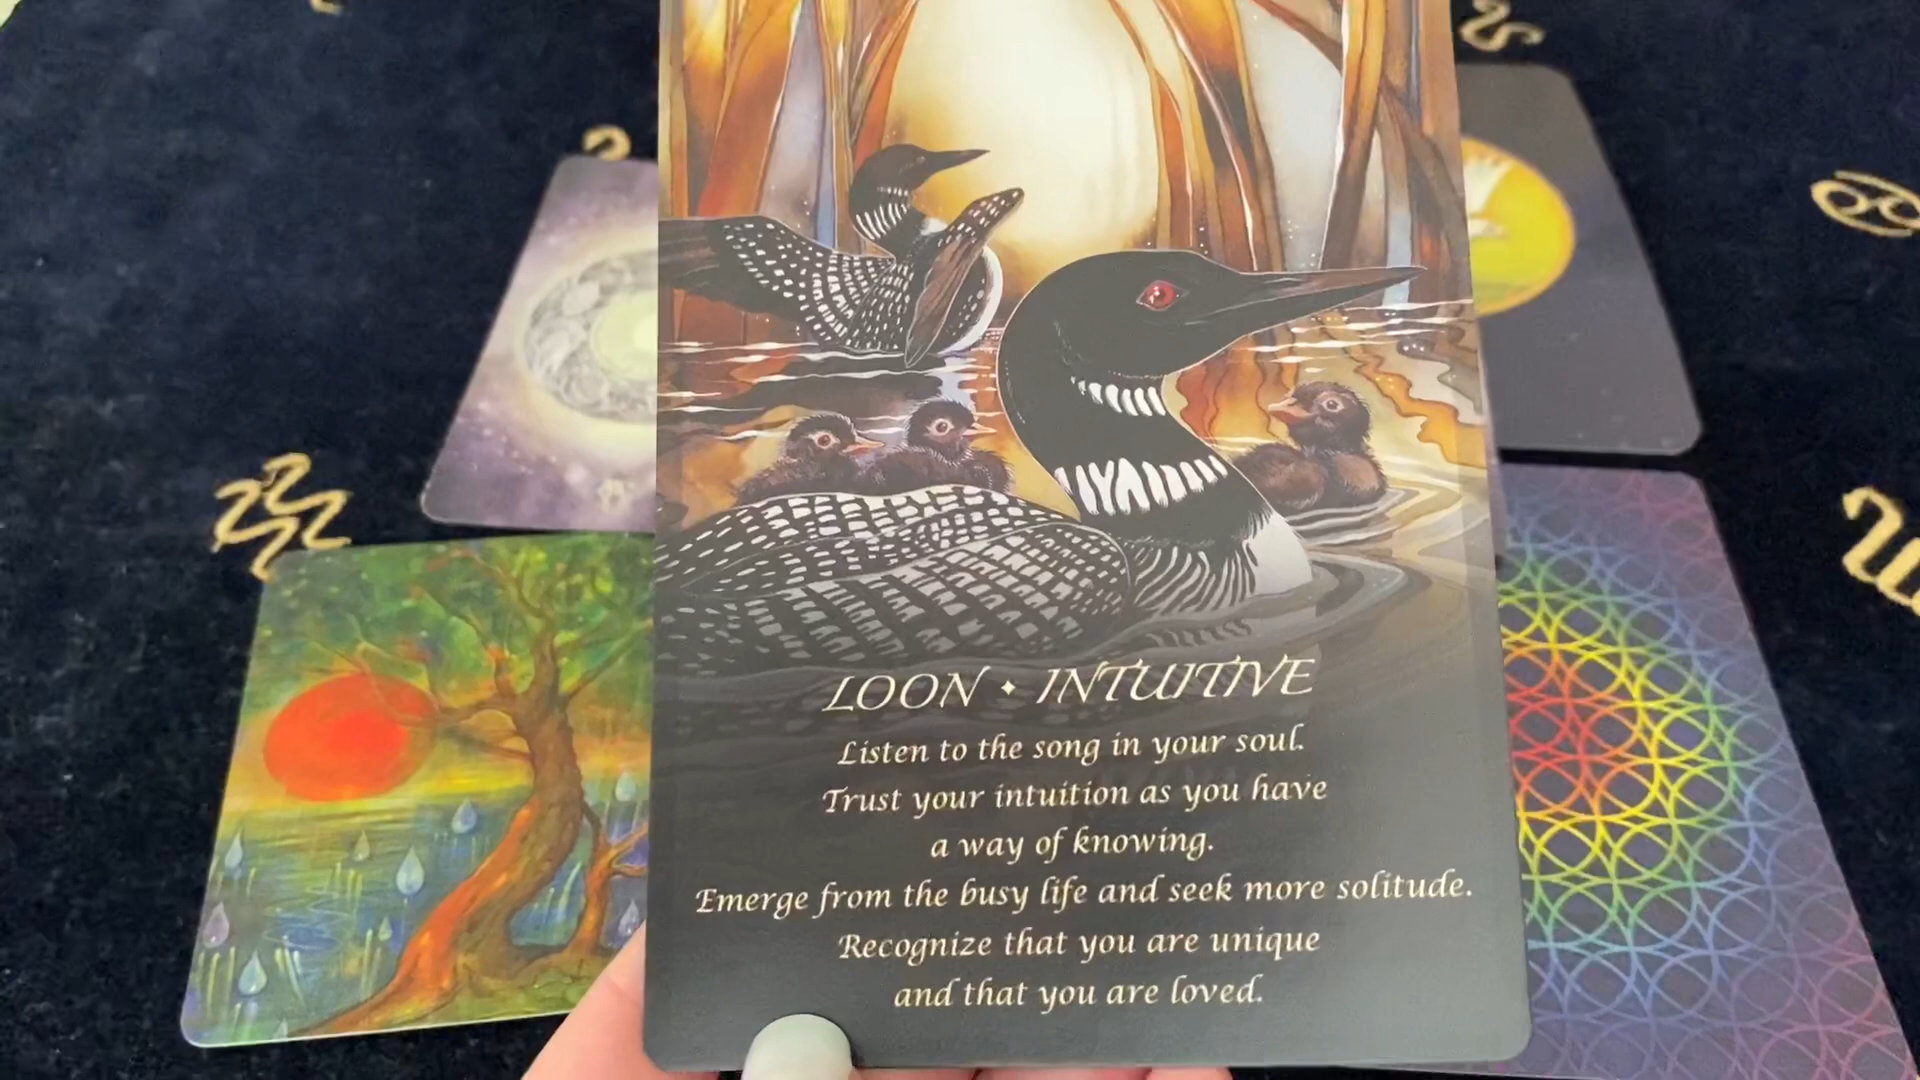 LOON ✦ INTUITIVE
Listen to the song in your soul.
Trust your intuition as you have
a way of knowing.
Emerge from the busy life and seek more solitude.
Recognize that you are unique
and that you are loved.